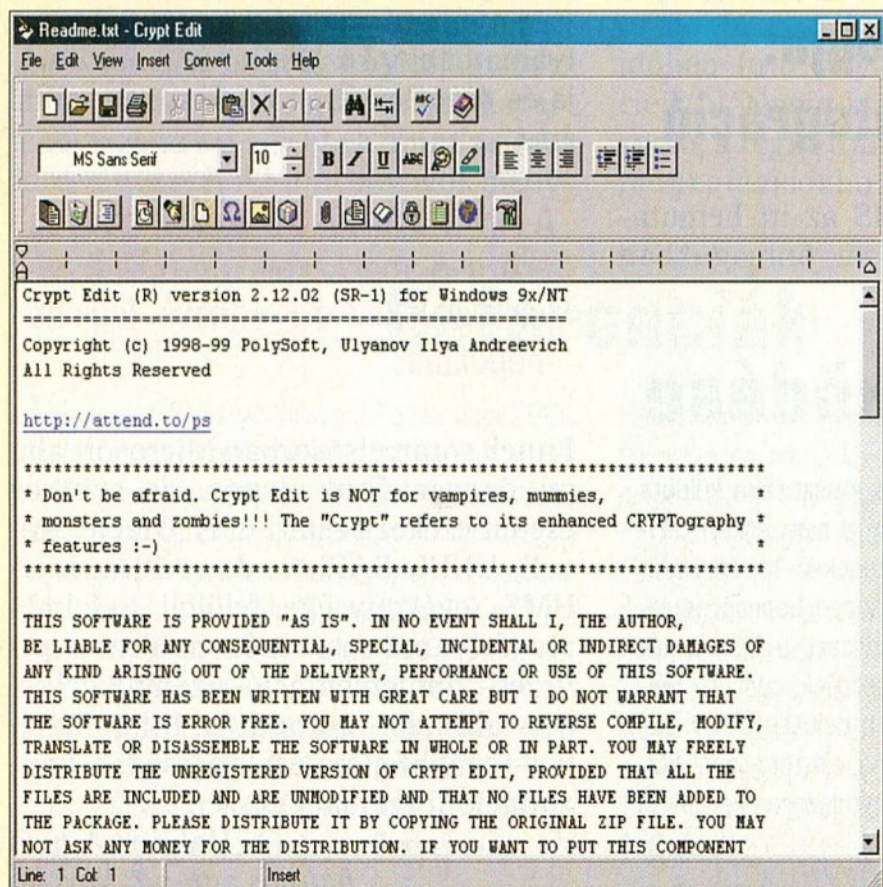 Readme.txt - Crypt Edit
File Edit View Insert Convert Tools Help
ABC
MS Sans Serif 10 B I U ABC
Ω
Crypt Edit (R) version 2.12.02 (SR-1) for Windows 9x/NT
=======================================================
Copyright (c) 1998-99 PolySoft, Ulyanov Ilya Andreevich
All Rights Reserved
http://attend.to/ps
**************************************************************************
* Don't be afraid. Crypt Edit is NOT for vampires, mummies, *
* monsters and zombies!!! The "Crypt" refers to its enhanced CRYPTography *
* features :-) *
**************************************************************************
THIS SOFTWARE IS PROVIDED "AS IS". IN NO EVENT SHALL I, THE AUTHOR,
BE LIABLE FOR ANY CONSEQUENTIAL, SPECIAL, INCIDENTAL OR INDIRECT DAMAGES OF
ANY KIND ARISING OUT OF THE DELIVERY, PERFORMANCE OR USE OF THIS SOFTWARE.
THIS SOFTWARE HAS BEEN WRITTEN WITH GREAT CARE BUT I DO NOT WARRANT THAT
THE SOFTWARE IS ERROR FREE. YOU MAY NOT ATTEMPT TO REVERSE COMPILE, MODIFY,
TRANSLATE OR DISASSEMBLE THE SOFTWARE IN WHOLE OR IN PART. YOU MAY FREELY
DISTRIBUTE THE UNREGISTERED VERSION OF CRYPT EDIT, PROVIDED THAT ALL THE
FILES ARE INCLUDED AND ARE UNMODIFIED AND THAT NO FILES HAVE BEEN ADDED TO
THE PACKAGE. PLEASE DISTRIBUTE IT BY COPYING THE ORIGINAL ZIP FILE. YOU MAY
NOT ASK ANY MONEY FOR THE DISTRIBUTION. IF YOU WANT TO PUT THIS COMPONENT
Line: 1 Col: 1 Insert